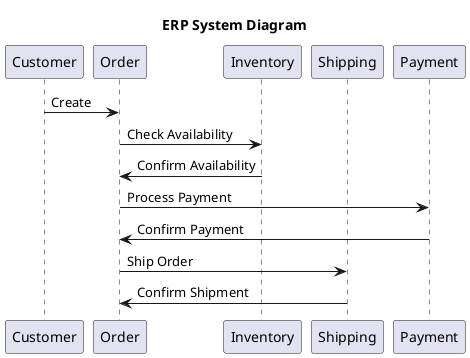 ERP System Diagram
Customer Order Inventory Shipping Payment
Create
Check Availability
Confirm Availability
Process Payment
Confirm Payment
Ship Order
Confirm Shipment
Customer Order Inventory Shipping Payment